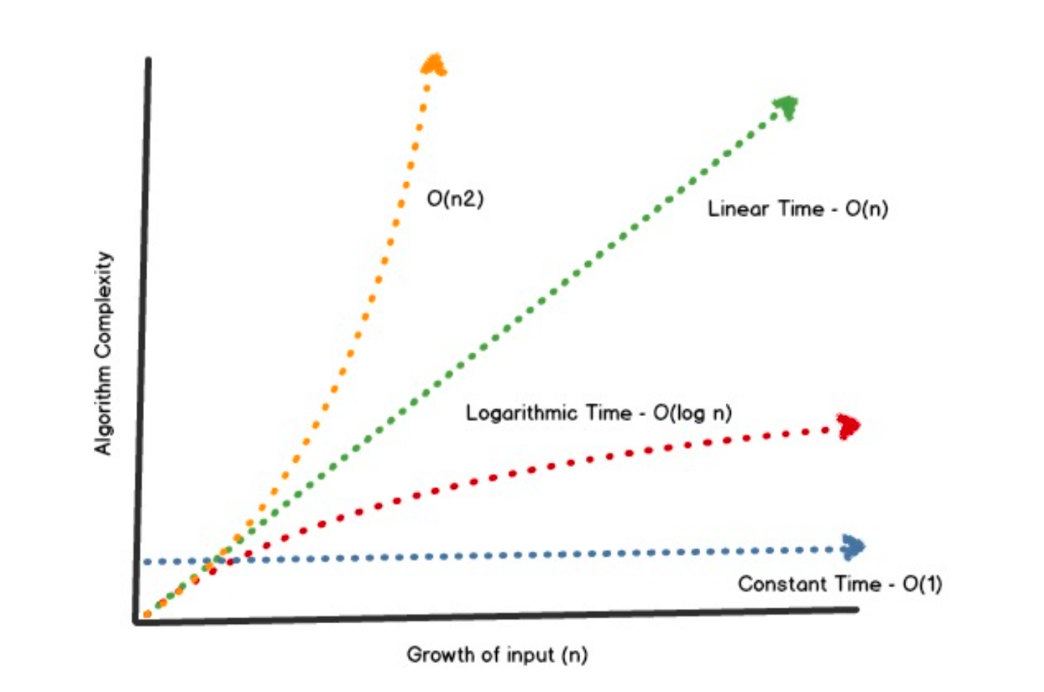 O(n2)
Linear Time - O(n)
Algorithm Complexity
Logarithmic Time - O(log n)
Constant Time - O(1)
Growth of input (n)